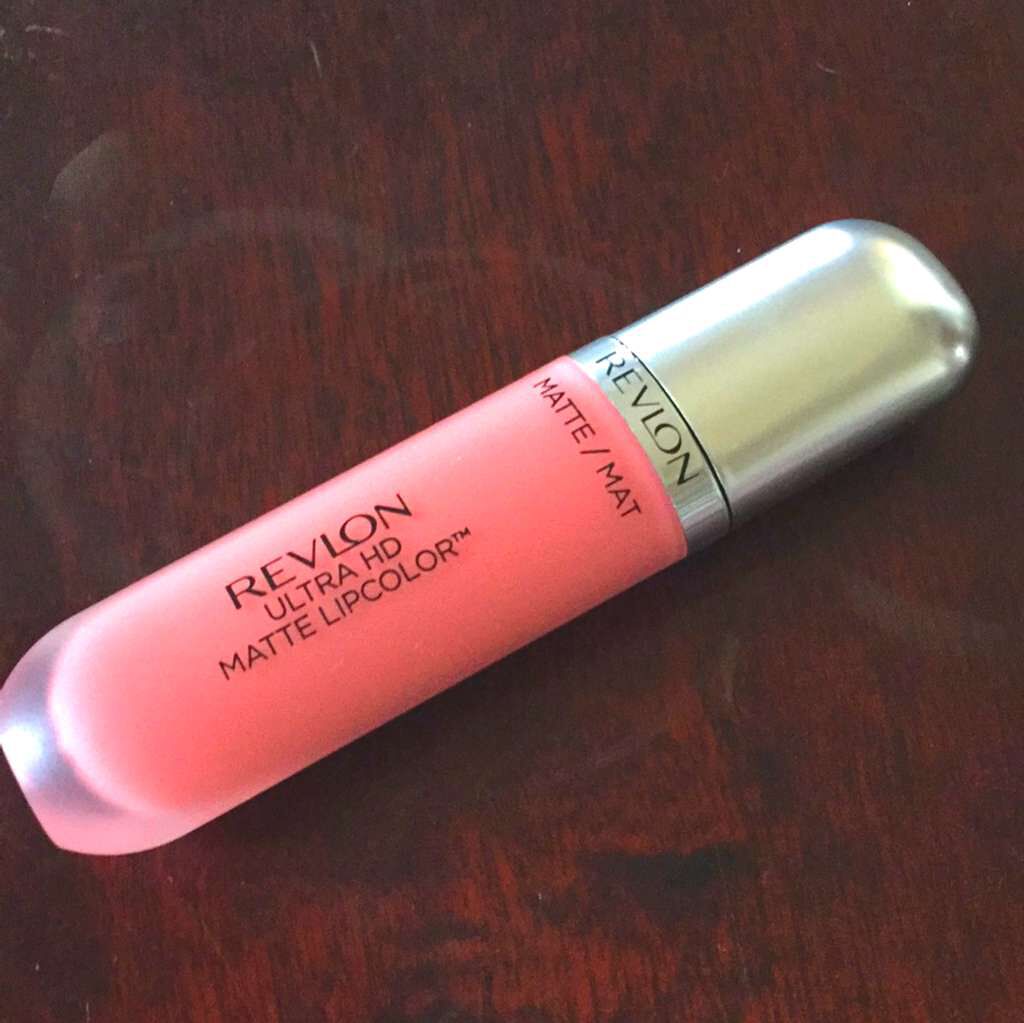 REVLON
ULTRA HD
MATTE LIPCOLOR™
MATTE / MAT
REVLON